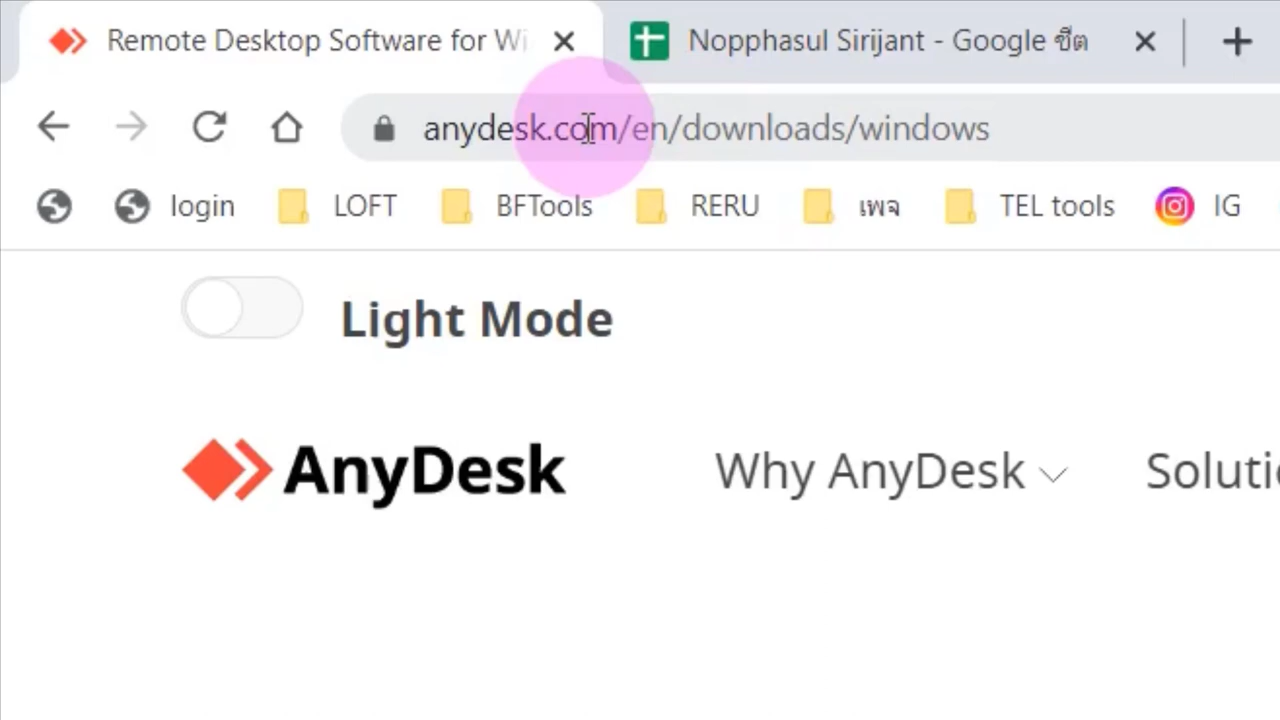 Remote Desktop Software for Wi
Nopphasul Sirijant - Google ชีต
anydesk.com/en/downloads/windows
login LOFT BFTools RERU เพจ TEL tools IG
Light Mode
AnyDesk Why AnyDesk Soluti